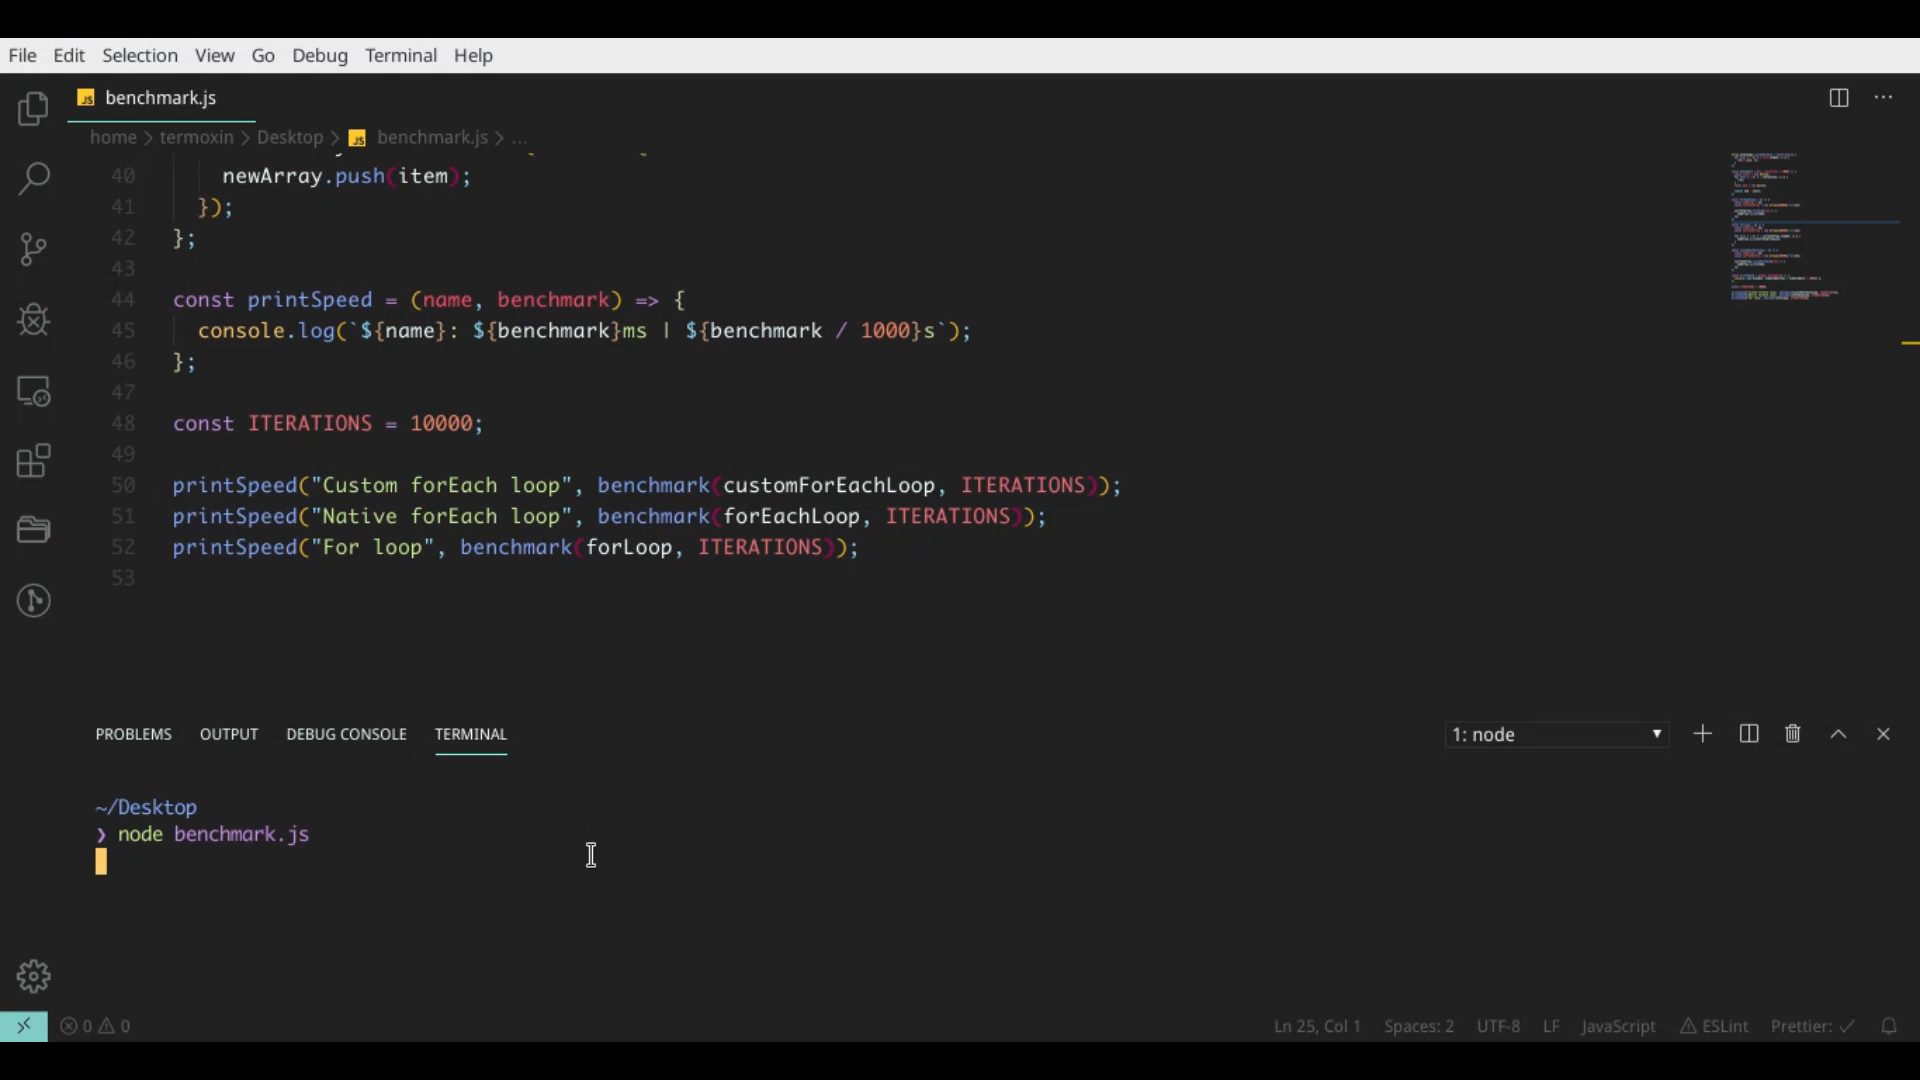 File Edit Selection View Go Debug Terminal Help
JS benchmark.js
home > termoxin > Desktop > JS benchmark.js > ...
40 newArray.push(item);
41 });
42 };
43
44 const printSpeed = (name, benchmark) => {
45 console.log(`${name}: ${benchmark}ms | ${benchmark / 1000}s`);
46 };
47
48 const ITERATIONS = 10000;
49
50 printSpeed("Custom forEach loop", benchmark(customForEachLoop, ITERATIONS));
51 printSpeed("Native forEach loop", benchmark(forEachLoop, ITERATIONS));
52 printSpeed("For loop", benchmark(forLoop, ITERATIONS));
53
PROBLEMS OUTPUT DEBUG CONSOLE TERMINAL 1: node
~/Desktop
❯ node benchmark.js
0 0 Ln 25, Col 1 Spaces: 2 UTF-8 LF JavaScript ESLint Prettier: ✓